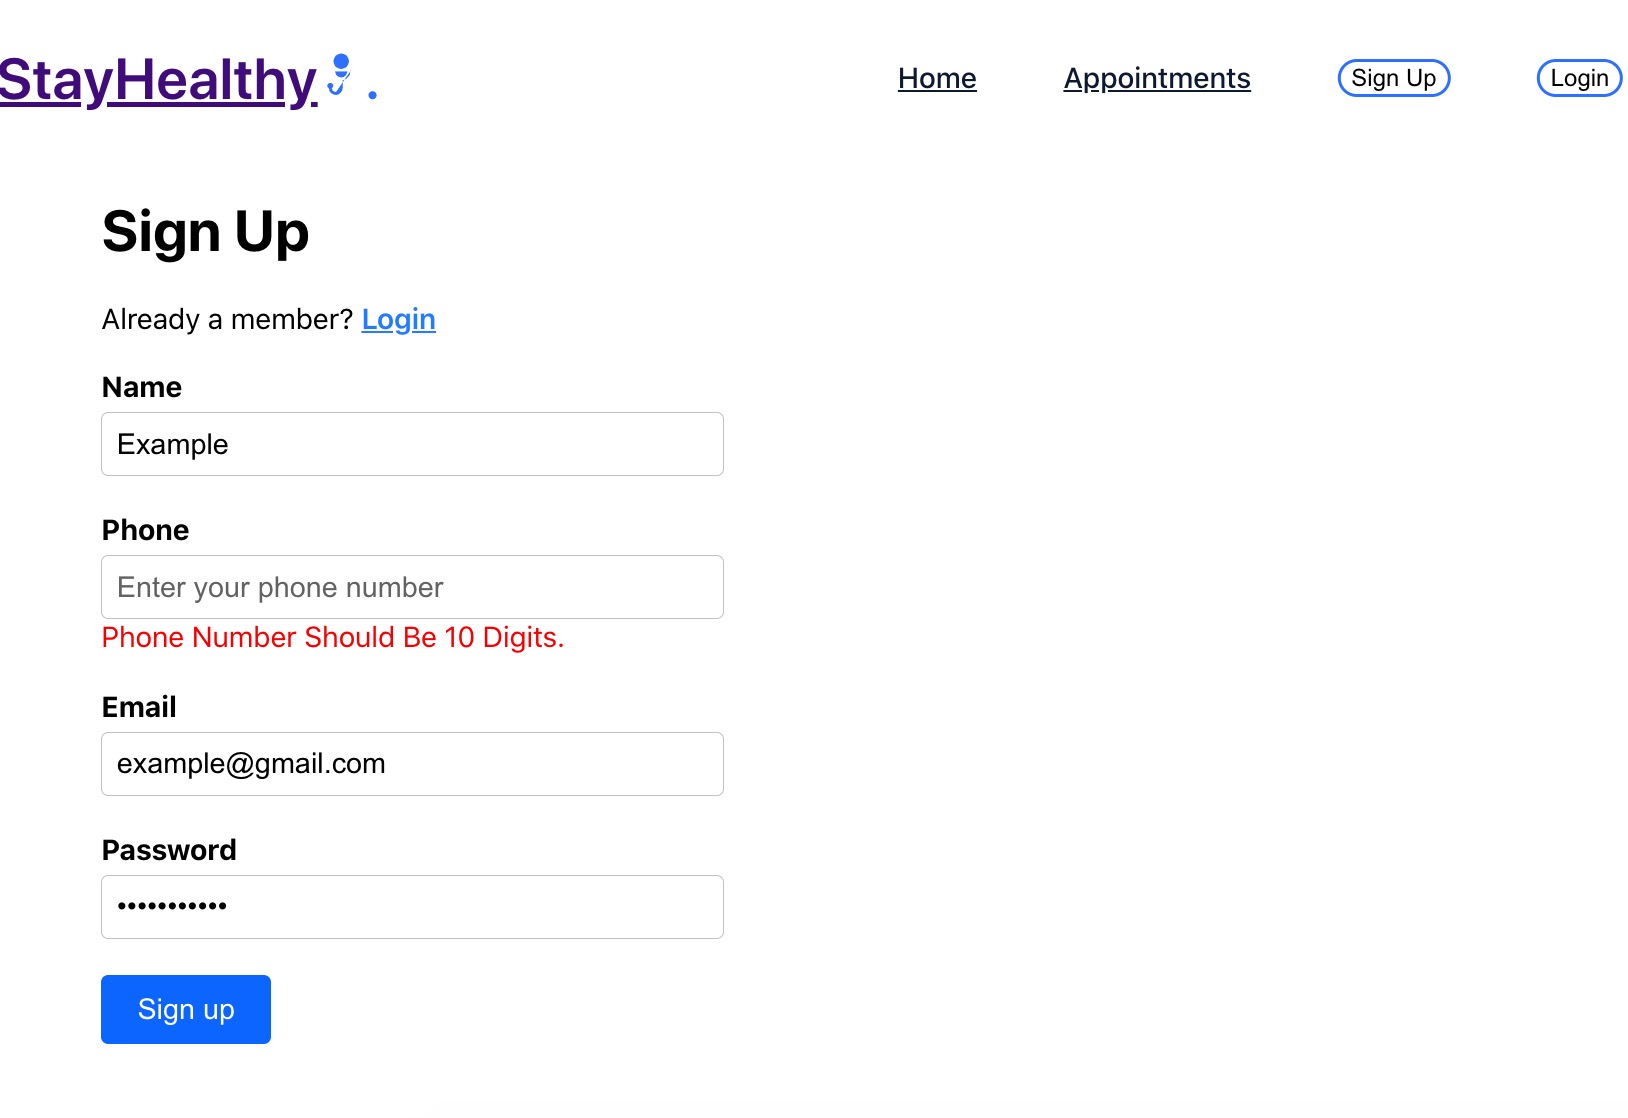 StayHealthy .
Home Appointments Sign Up Login
Sign Up
Already a member? Login
Name
Example
Phone
Enter your phone number
Phone Number Should Be 10 Digits.
Email
example@gmail.com
Password
•••••••••••
Sign up